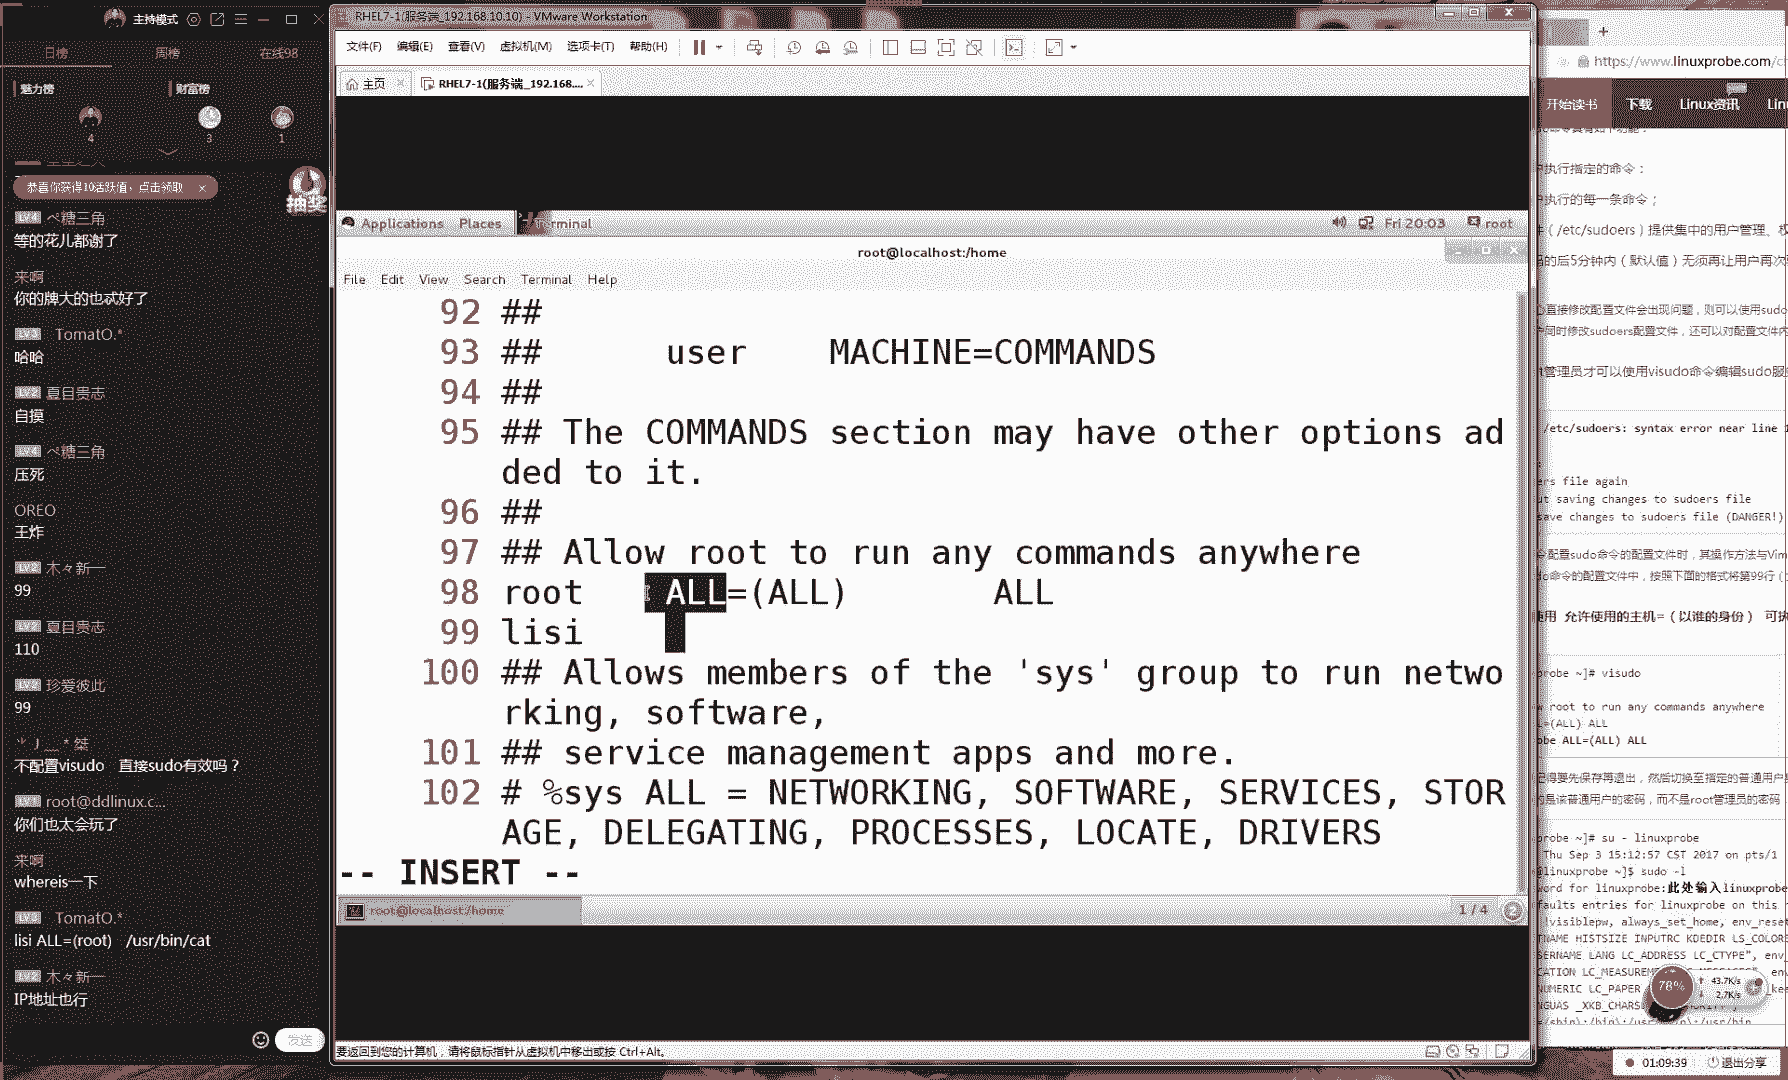 主持模式
日榜 周榜 在线98
魅力榜 财富榜
4 3 1
恭喜你获得10活跃值，点击领取 ×
抽奖
LV4 ぺ糖三角
等的花儿都谢了
来啊
你的牌大的也忒好了
LV3 TomatO.*
哈哈
LV2 夏目贵志
自摸
LV4 ぺ糖三角
压死
OREO
王炸
LV2 木々新一
99
LV2 夏目贵志
110
LV2 珍爱彼此
99
不配置visudo 直接sudo有效吗？
LV1 root@ddlinux.c...
你们也太会玩了
来啊
whereis一下
LV3 TomatO.*
lisi ALL=(root) /usr/bin/cat
LV2 木々新一
IP地址也行
发送
RHEL7-1(服务端_192.168.10.10) - VMware Workstation
文件(F) 编辑(E) 查看(V) 虚拟机(M) 选项卡(T) 帮助(H)
主页 × RHEL7-1(服务端_192.168.... ×
Applications Places Terminal Fri 20:03 root
root@localhost:/home
File Edit View Search Terminal Help
92 ##
93 ## user MACHINE=COMMANDS
94 ##
95 ## The COMMANDS section may have other options ad
ded to it.
96 ##
97 ## Allow root to run any commands anywhere
98 root ALL=(ALL) ALL
99 lisi
100 ## Allows members of the 'sys' group to run netwo
rking, software,
101 ## service management apps and more.
102 # %sys ALL = NETWORKING, SOFTWARE, SERVICES, STOR
AGE, DELEGATING, PROCESSES, LOCATE, DRIVERS
-- INSERT --
root@localhost:/home 1 / 4
要返回到您的计算机，请将鼠标指针从虚拟机中移出或按 Ctrl+Alt。
https://www.linuxprobe.com/c
开始读书 下载 Linux资讯 Lin
执行指定的命令：
执行的每一条命令；
（/etc/sudoers）提供集中的用户管理、权
的后5分钟内（默认值）无须再让用户再次
直接修改配置文件会出现问题，则可以使用sudo
同时修改sudoers配置文件，还可以对配置文件内
管理员才可以使用visudo命令编辑sudo服
/etc/sudoers: syntax error near line 1
ers file again
ut saving changes to sudoers file
save changes to sudoers file (DANGER!)
配置sudo命令的配置文件时，其操作方法与Vim
do命令的配置文件中，按照下面的格式将第99行（
使用 允许使用的主机=（以谁的身份） 可执
probe ~]# visudo
w root to run any commands anywhere
L=(ALL) ALL
obe ALL=(ALL) ALL
记得要先保存再退出，然后切换至指定的普通用户
的是该普通用户的密码，而不是root管理员的密码
probe ~]# su - linuxprobe
Thu Sep 3 15:12:57 CST 2017 on pts/1
@linuxprobe ~]$ sudo -l
word for linuxprobe:此处输入linuxprobe
faults entries for linuxprobe on this
!visiblepw, always_set_home, env_reset
TNAME HISTSIZE INPUTRC KDEDIR LS_COLORS
SERNAME LANG LC_ADDRESS LC_CTYPE", env_
78% 43.7K/s
2.7K/s
01:09:39 退出分享